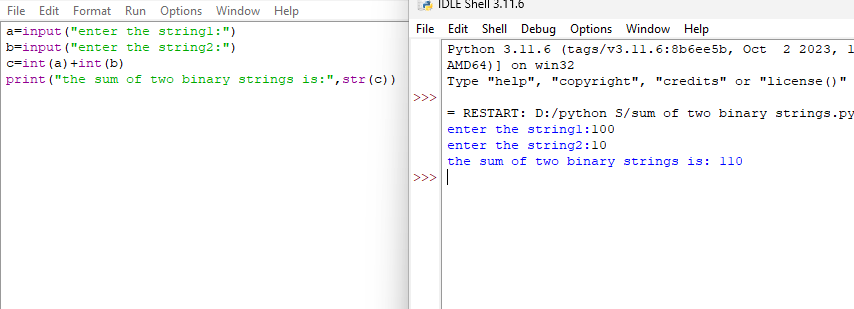 File Edit Format Run Options Window Help
a=input("enter the string1:")
b=input("enter the string2:")
c=int(a)+int(b)
print("the sum of two binary strings is:",str(c))
IDLE Shell 3.11.6
File Edit Shell Debug Options Window Help
Python 3.11.6 (tags/v3.11.6:8b6ee5b, Oct  2 2023, 1
AMD64)] on win32
Type "help", "copyright", "credits" or "license()"
>>>
= RESTART: D:/python S/sum of two binary strings.py
enter the string1:100
enter the string2:10
the sum of two binary strings is: 110
>>>